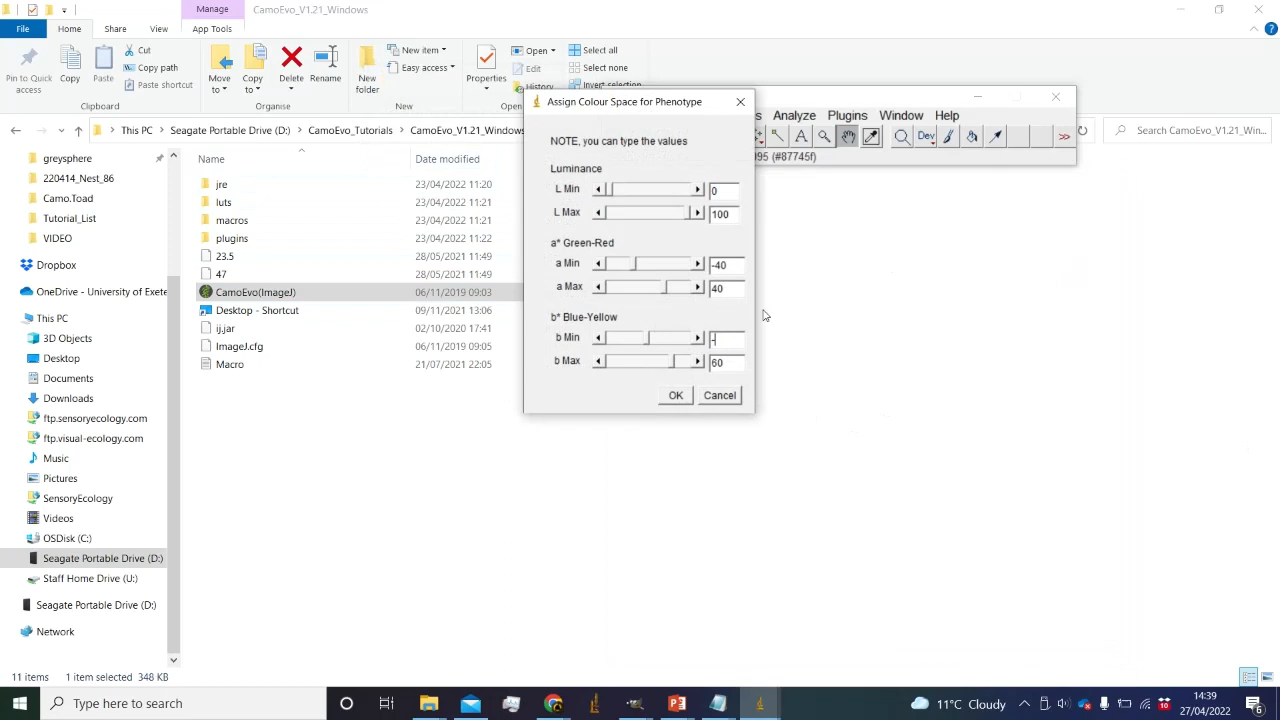 Manage
CamoEvo_V1.21_Windows
File
Home
Share
View
App Tools
Pin to Quick access
Copy
Paste
Cut
Copy path
Paste shortcut
Clipboard
Move to
Copy to
Delete
Rename
Organise
New folder
New item
Easy access
New
Properties
Open
Edit
History
Open
Select all
Select none
Invert selection
This PC
Seagate Portable Drive (D:)
CamoEvo_Tutorials
CamoEvo_V1.21_Windows
Search CamoEvo_V1.21_Win...
greysphere
220414_Nest_86
Camo.Toad
Tutorial_List
VIDEO
Dropbox
OneDrive - University of Exete
This PC
3D Objects
Desktop
Documents
Downloads
ftp.sensoryecology.com
ftp.visual-ecology.com
Music
Pictures
SensoryEcology
Videos
OSDisk (C:)
Seagate Portable Drive (D:)
Staff Home Drive (U:)
Seagate Portable Drive (D:)
Network
Name
Date modified
jre
23/04/2022 11:20
luts
23/04/2022 11:21
macros
23/04/2022 11:21
plugins
23/04/2022 11:22
23.5
28/05/2021 11:49
47
28/05/2021 11:49
CamoEvo(ImageJ)
06/11/2019 09:03
Desktop - Shortcut
09/11/2021 13:06
ij.jar
02/10/2020 17:41
ImageJ.cfg
06/11/2019 09:05
Macro
21/07/2021 22:05
Assign Colour Space for Phenotype
NOTE, you can type the values
Luminance
L Min
0
L Max
100
a* Green-Red
a Min
-40
a Max
40
b* Blue-Yellow
b Min
-
b Max
60
OK
Cancel
s
Analyze
Plugins
Window
Help
A
Dev
>>
095 (#87745f)
11 items
1 item selected
348 KB
Type here to search
11°C Cloudy
10
14:39
27/04/2022
6